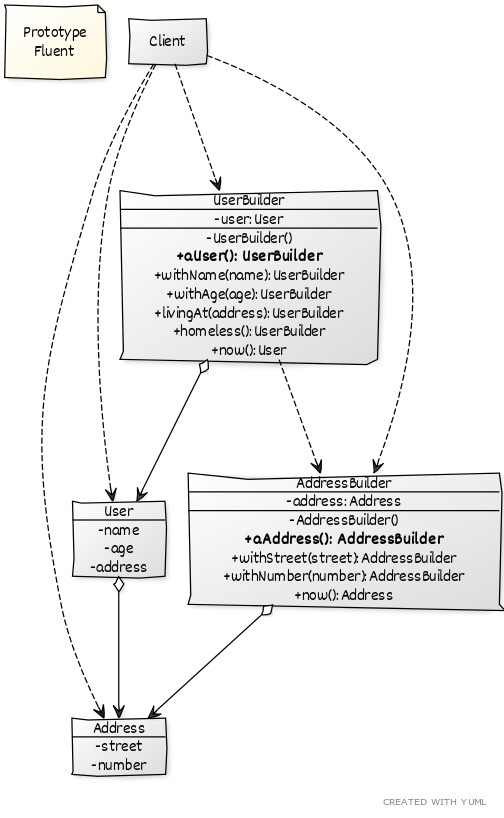 Prototype
Fluent
Client
UserBuilder
-user: User
-UserBuilder()
+aUser(): UserBuilder
+withName(name): UserBuilder
+withAge(age): UserBuilder
+livingAt(address): UserBuilder
+homeless(): UserBuilder
+now(): User
User
-name
-age
-address
AddressBuilder
-address: Address
-AddressBuilder()
+aAddress(): AddressBuilder
+withStreet(street): AddressBuilder
+withNumber(number): AddressBuilder
+now(): Address
Address
-street
-number
CREATED WITH YUML